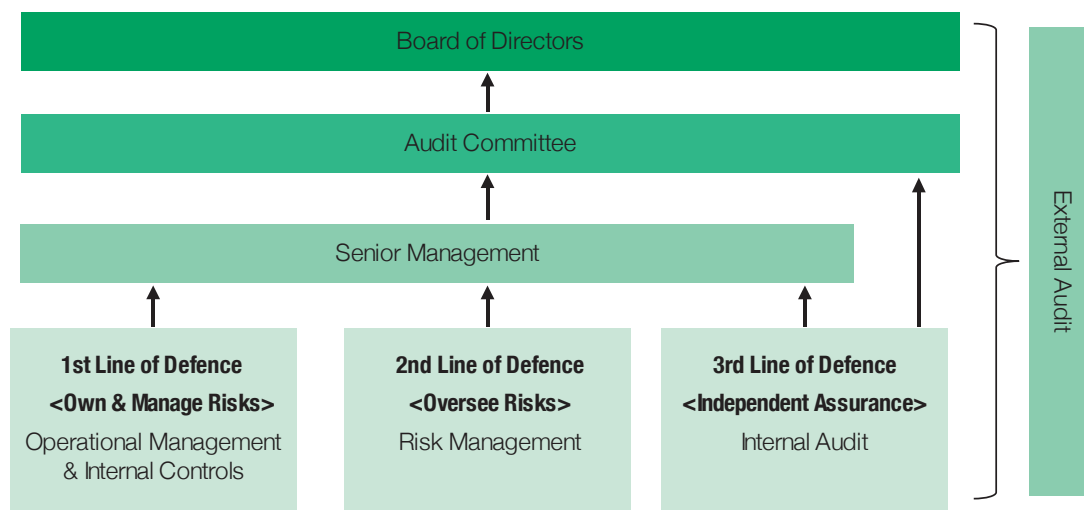 Board of Directors
Audit Committee
Senior Management
1st Line of Defence
<Own & Manage Risks>
Operational Management
& Internal Controls
2nd Line of Defence
<Oversee Risks>
Risk Management
3rd Line of Defence
<Independent Assurance>
Internal Audit
External Audit